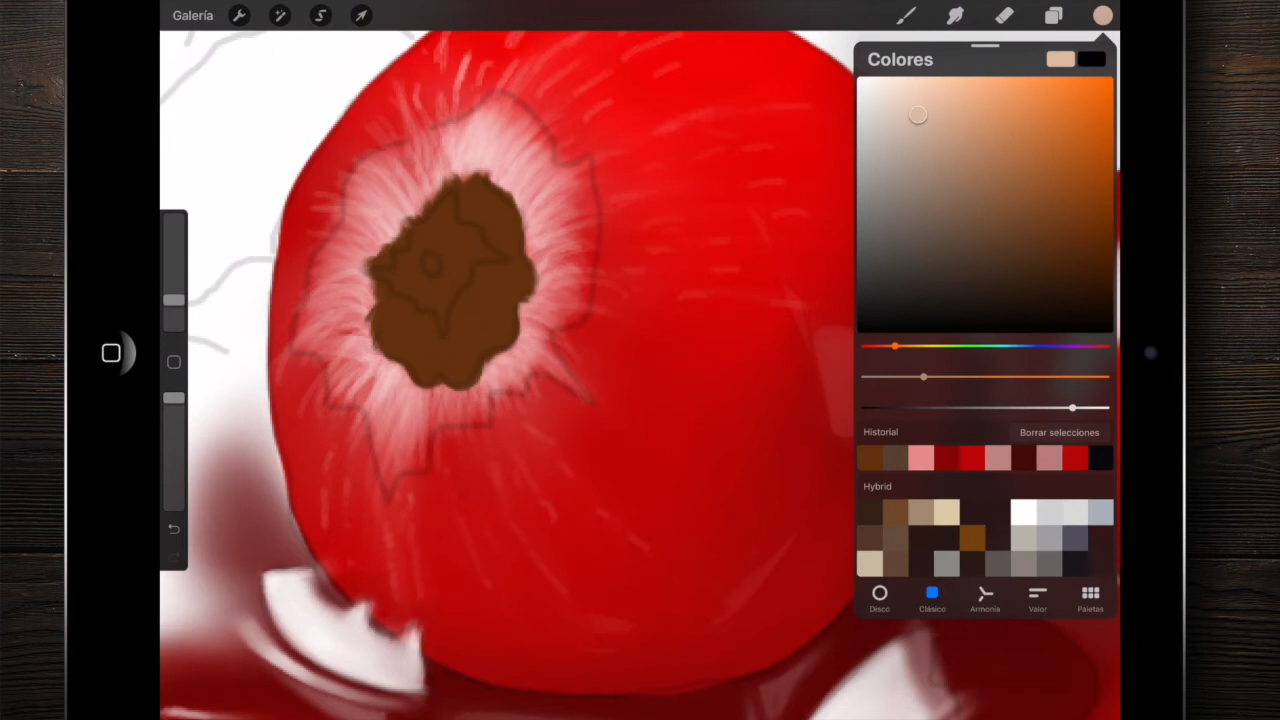 Galería
Colores
Historial
Borrar selecciones
Hybrid
Disco
Clásico
Armonía
Valor
Paletas